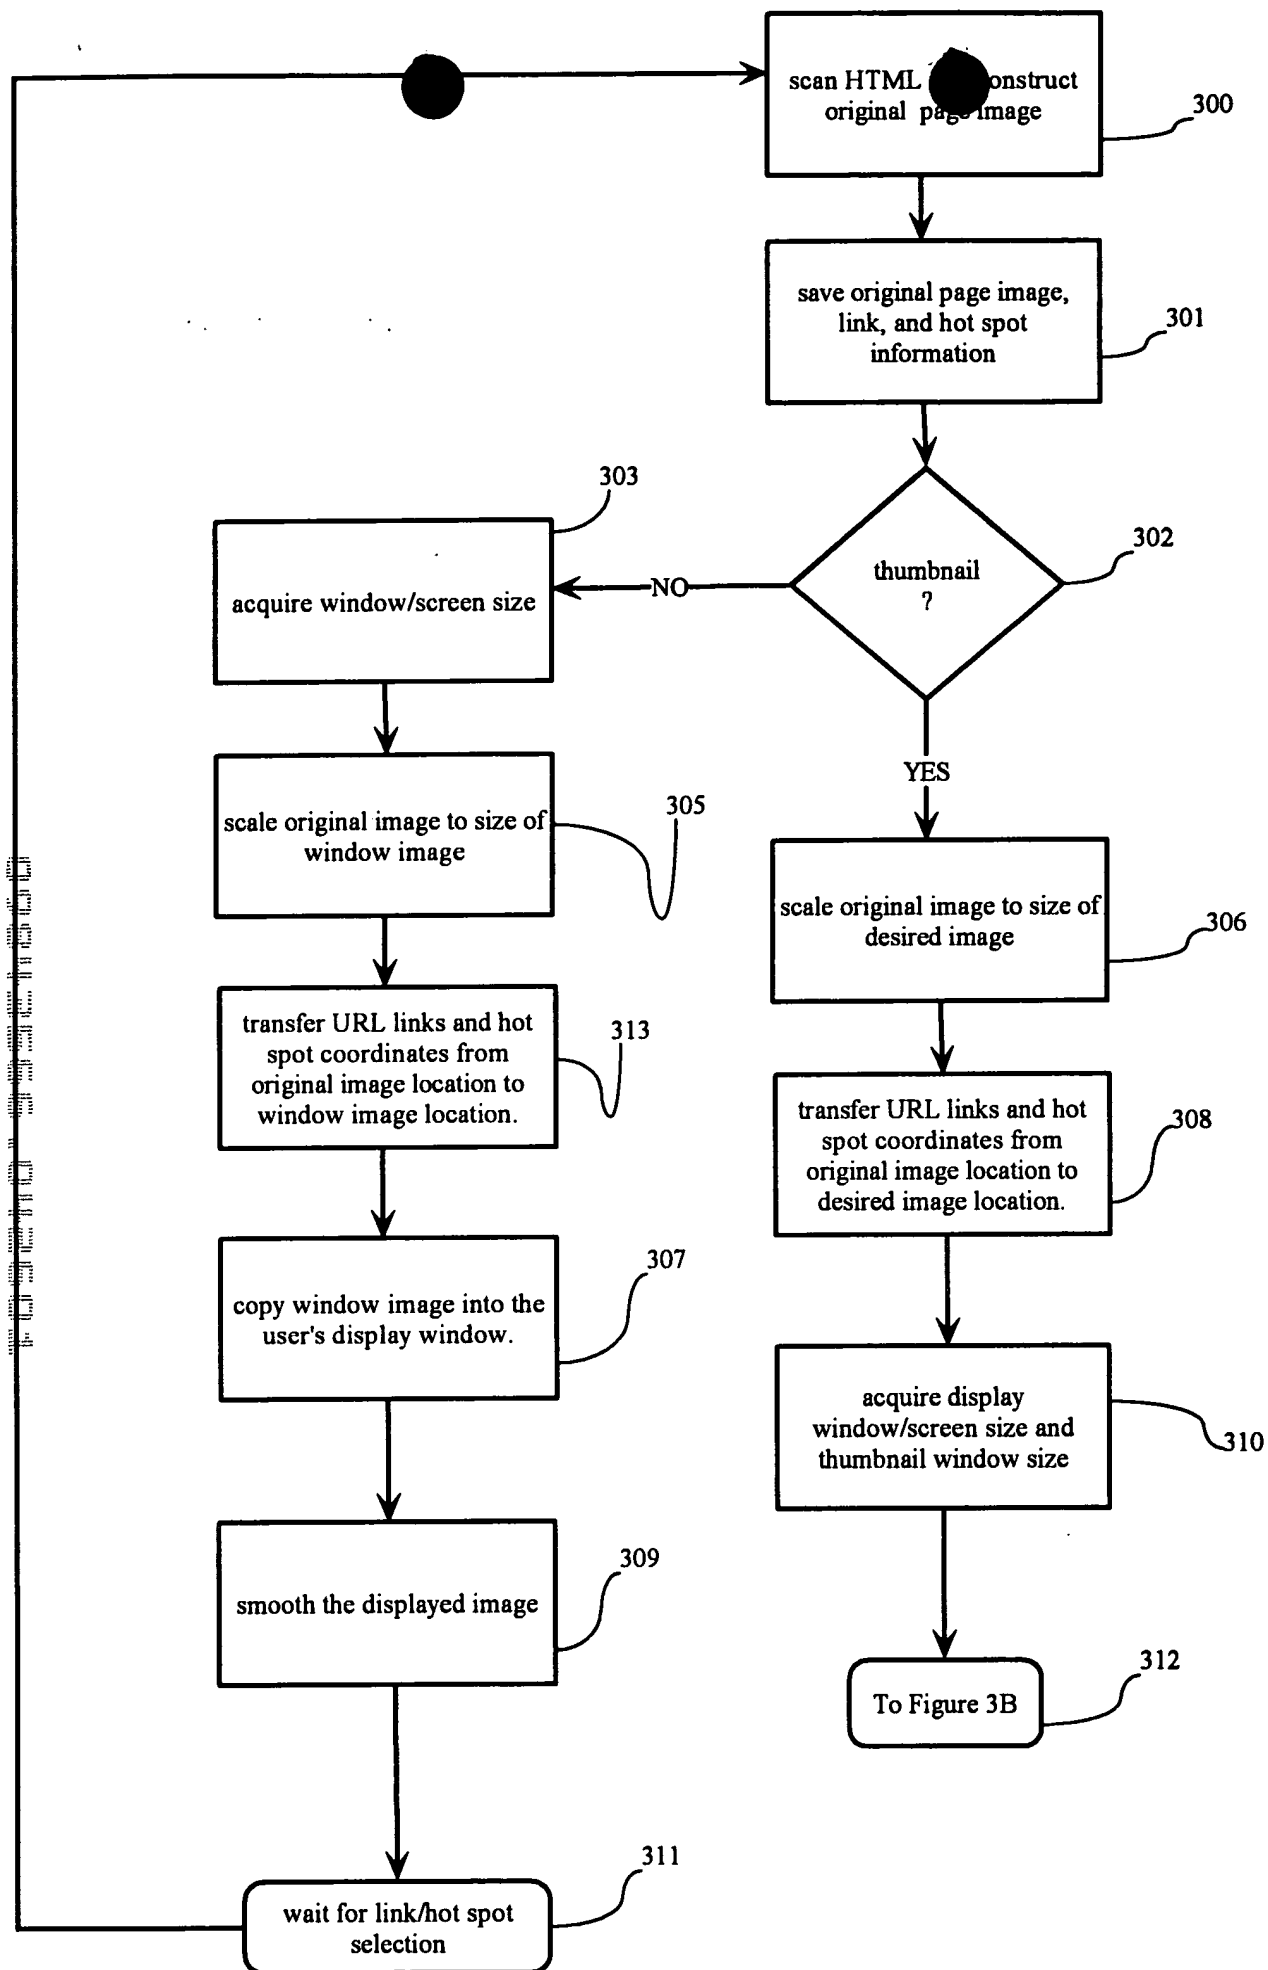 scan HTML onstruct
original page image
300
save original page image,
link, and hot spot
information
301
thumbnail
?
302
NO
YES
303
acquire window/screen size
scale original image to size of
window image
305
transfer URL links and hot
spot coordinates from
original image location to
window image location.
313
copy window image into the
user's display window.
307
smooth the displayed image
309
wait for link/hot spot
selection
311
scale original image to size of
desired image
306
transfer URL links and hot
spot coordinates from
original image location to
desired image location.
308
acquire display
window/screen size and
thumbnail window size
310
To Figure 3B
312